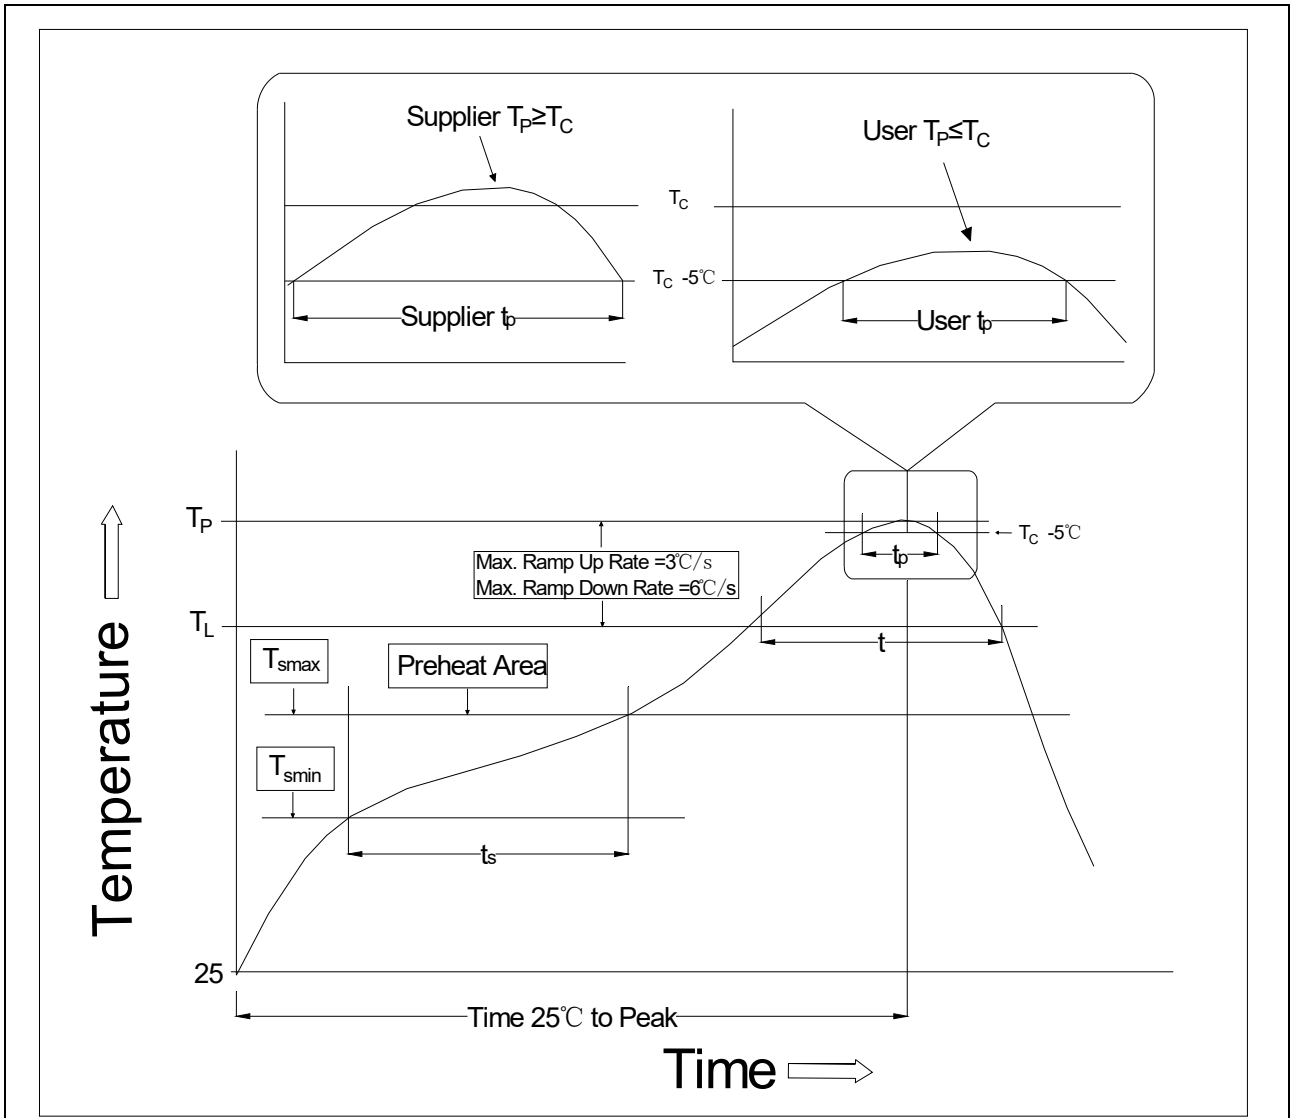 Supplier TP≥TC
User TP≤TC
TC
TC -5℃
Supplier tp
User tp
TP
TC -5℃
tp
Max. Ramp Up Rate =3℃/s
Max. Ramp Down Rate =6℃/s
TL
t
Tsmax
Preheat Area
Tsmin
ts
Temperature
25
Time 25℃ to Peak
Time